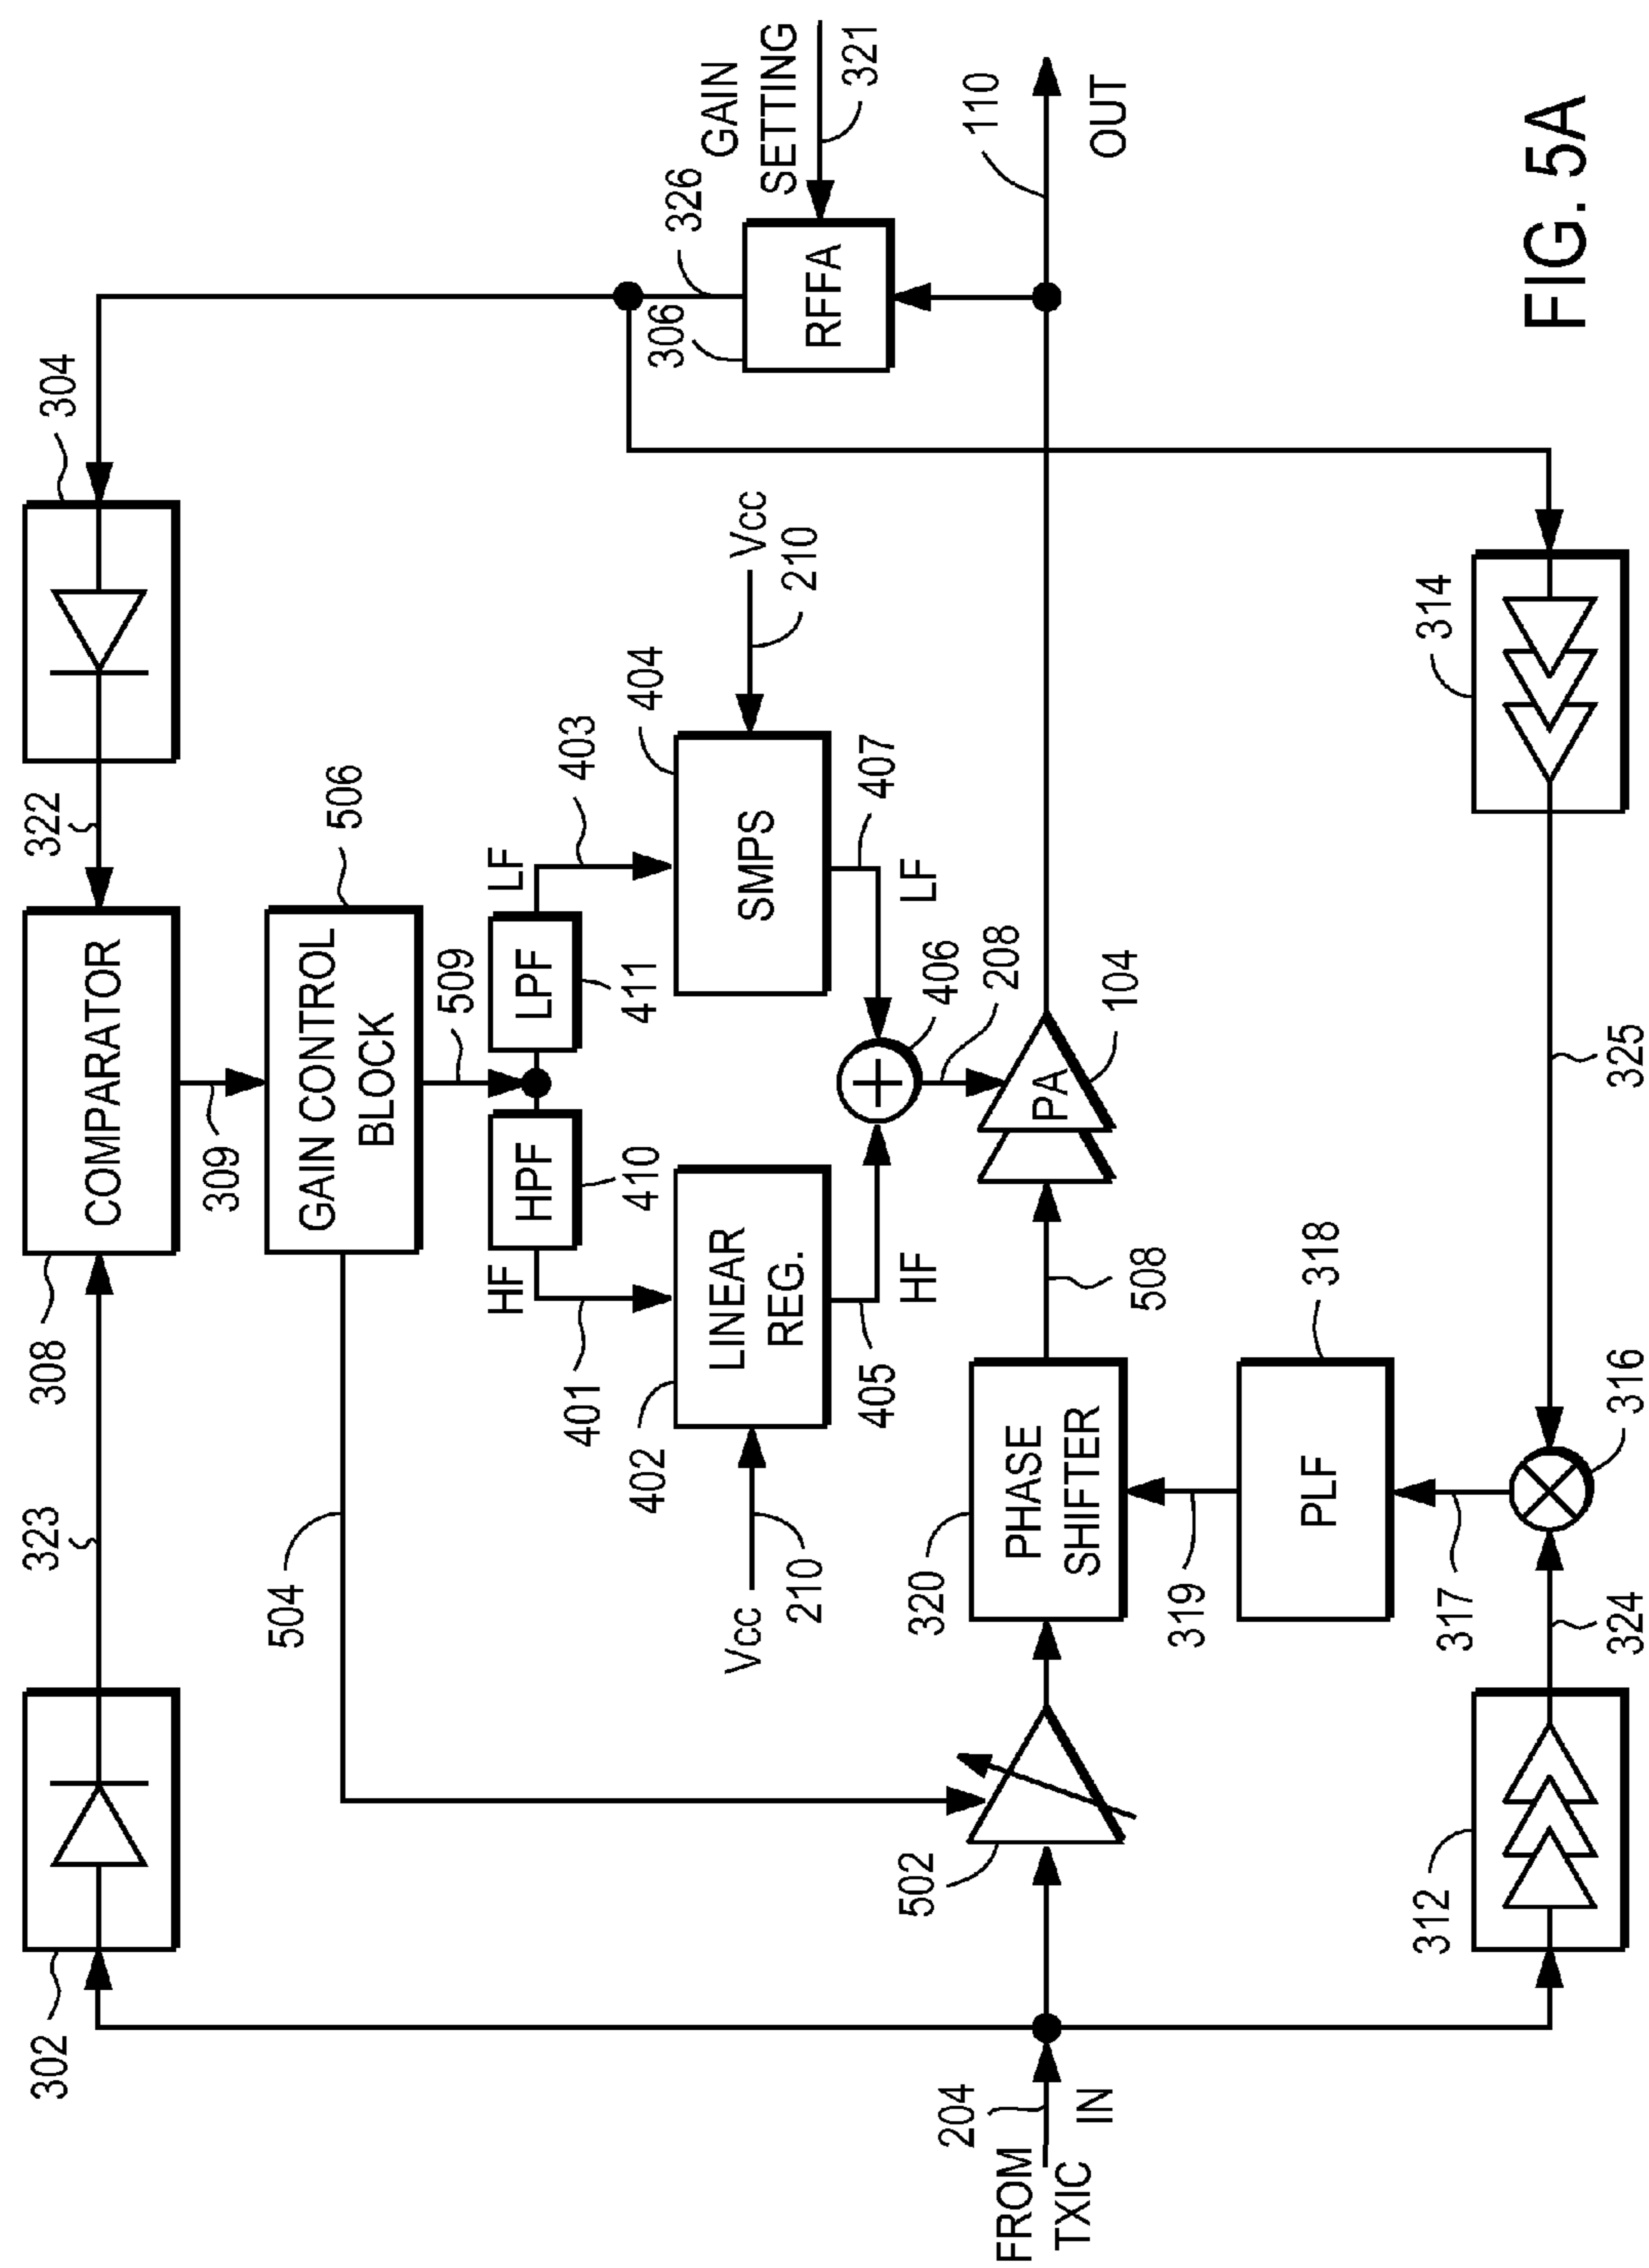 302
323
308
COMPARATOR
322
304
309
504
GAIN CONTROL
BLOCK
506
509
HF
HPF
410
LPF
411
LF
401
403
402
LINEAR
REG.
404
SMPS
Vcc
210
Vcc
210
405
HF
407
LF
406
208
306
326
RFFA
GAIN
SETTING
321
FROM
TXIC
204
IN
502
320
PHASE
SHIFTER
508
PA
104
110
OUT
319
PLF
318
317
312
324
316
325
314
FIG. 5A